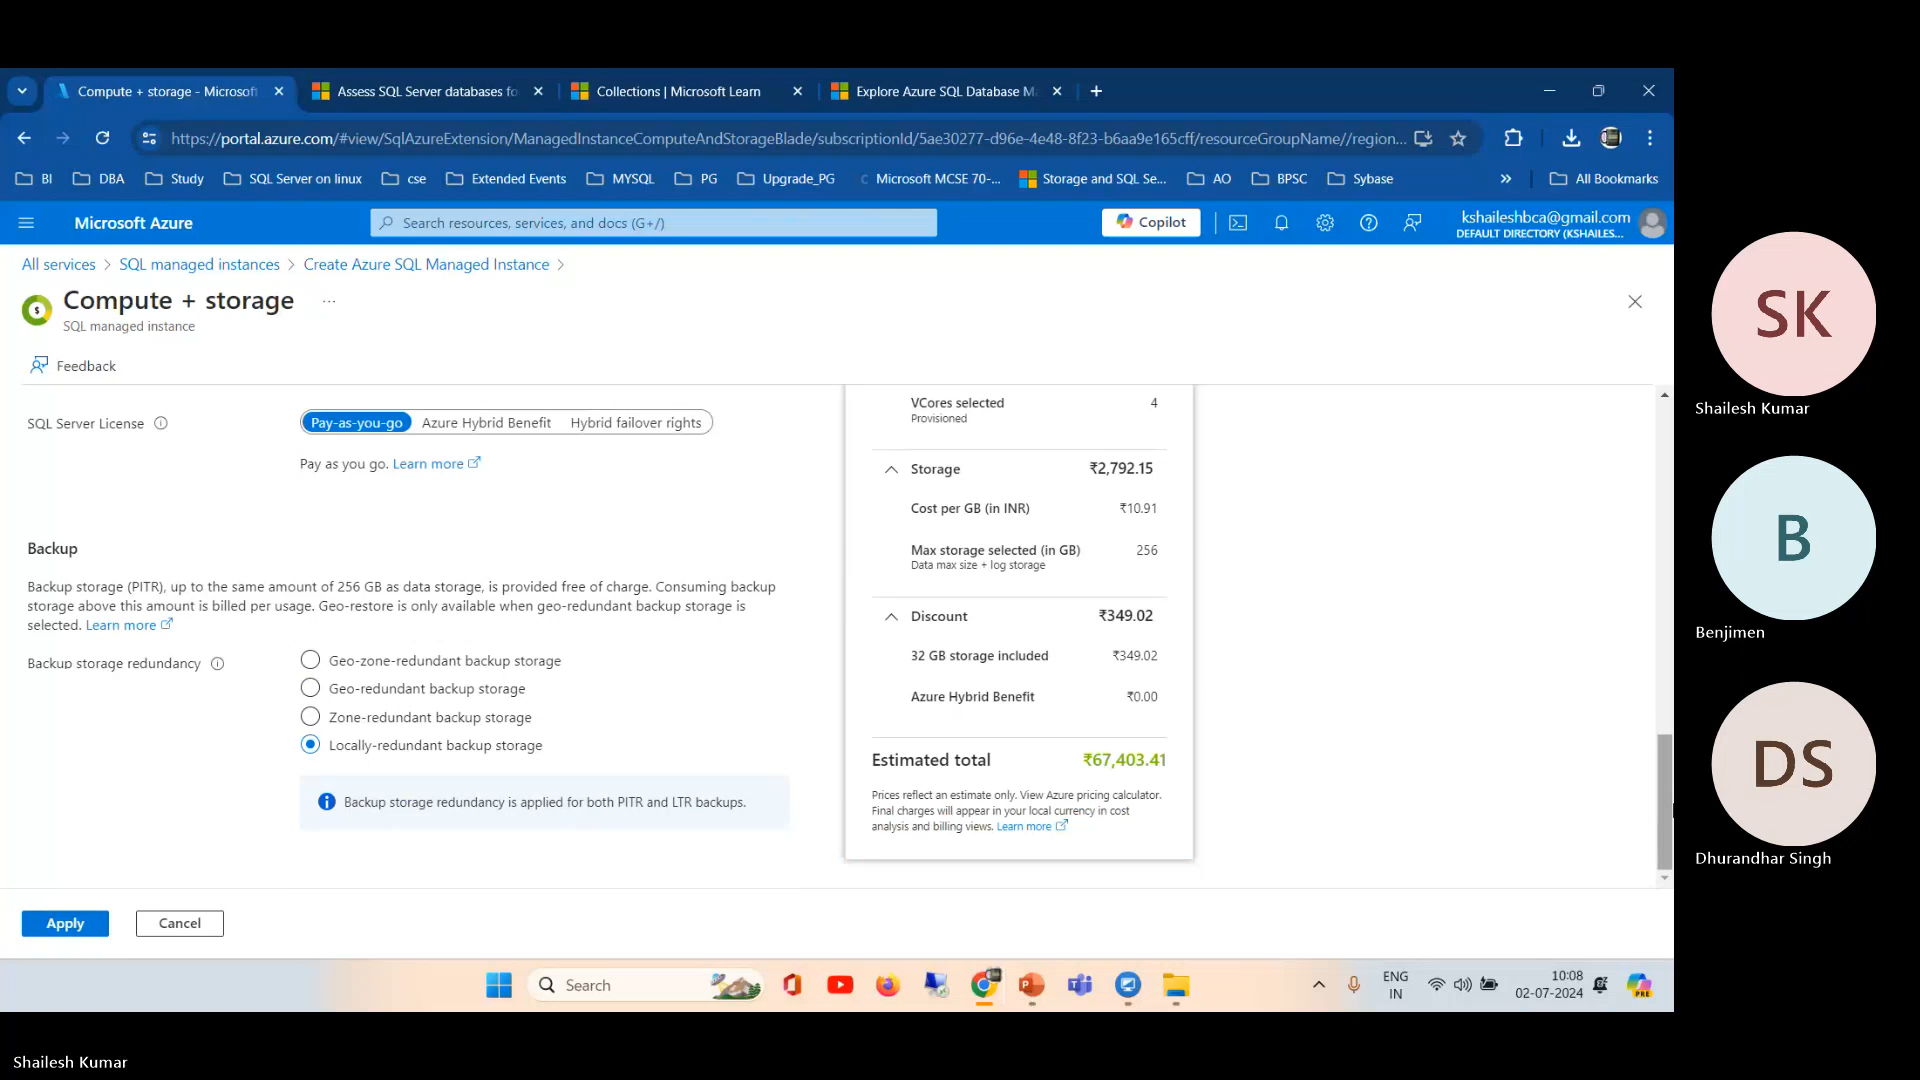 Compute + storage - Microsoft
Assess SQL Server databases fo
Collections | Microsoft Learn
Explore Azure SQL Database Ma
https://portal.azure.com/#view/SqlAzureExtension/ManagedInstanceComputeAndStorageBlade/subscriptionId/5ae30277-d96e-4e48-8f23-b6aa9e165cff/resourceGroupName//region...
BI
DBA
Study
SQL Server on linux
cse
Extended Events
MYSQL
PG
Upgrade_PG
Microsoft MCSE 70-...
Storage and SQL Se...
AO
BPSC
Sybase
All Bookmarks
Microsoft Azure
Search resources, services, and docs (G+/)
Copilot
kshaileshbca@gmail.com
DEFAULT DIRECTORY (KSHAILES...
All services > SQL managed instances > Create Azure SQL Managed Instance >
$
Compute + storage ...
SQL managed instance
Feedback
SQL Server License
Pay-as-you-go
Azure Hybrid Benefit
Hybrid failover rights
Pay as you go. Learn more
Backup
Backup storage (PITR), up to the same amount of 256 GB as data storage, is provided free of charge. Consuming backup
storage above this amount is billed per usage. Geo-restore is only available when geo-redundant backup storage is
selected. Learn more
Backup storage redundancy
Geo-zone-redundant backup storage
Geo-redundant backup storage
Zone-redundant backup storage
Locally-redundant backup storage
Backup storage redundancy is applied for both PITR and LTR backups.
VCores selected 4
Provisioned
Storage ₹2,792.15
Cost per GB (in INR) ₹10.91
Max storage selected (in GB) 256
Data max size + log storage
Discount ₹349.02
32 GB storage included ₹349.02
Azure Hybrid Benefit ₹0.00
Estimated total ₹67,403.41
Prices reflect an estimate only. View Azure pricing calculator.
Final charges will appear in your local currency in cost
analysis and billing views. Learn more
Apply
Cancel
Search
ENG
IN
10:08
02-07-2024
PRE
SK
Shailesh Kumar
B
Benjimen
DS
Dhurandhar Singh
Shailesh Kumar